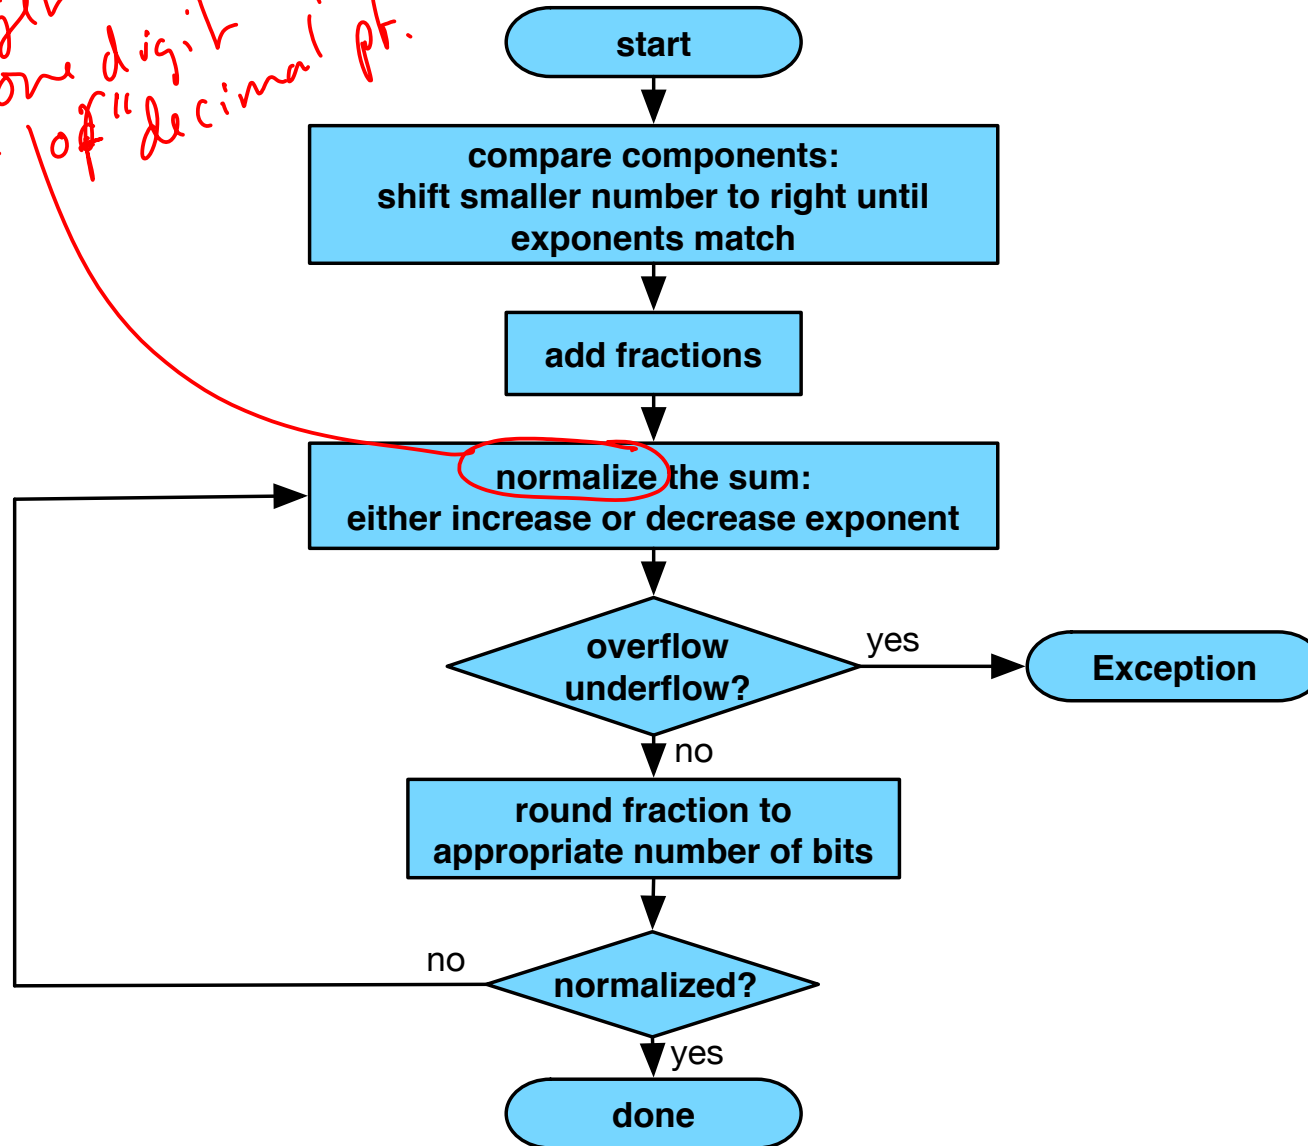 one digit
of "decimal" pt.
start
compare components:
shift smaller number to right until
exponents match
add fractions
normalize the sum:
either increase or decrease exponent
overflow
underflow?
yes
Exception
no
round fraction to
appropriate number of bits
no
normalized?
yes
done